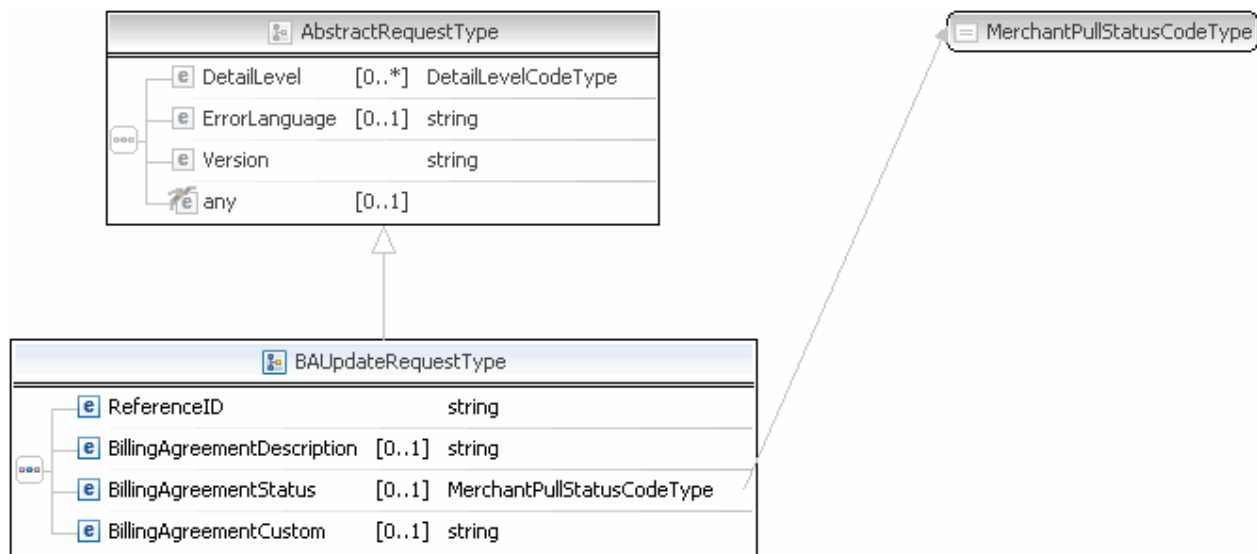 AbstractRequestType
MerchantPullStatusCodeType
e DetailLevel [0..*] DetailLevelCodeType
e ErrorLanguage [0..1] string
e Version string
e any [0..1]
BAUpdateRequestType
e ReferenceID string
e BillingAgreementDescription [0..1] string
e BillingAgreementStatus [0..1] MerchantPullStatusCodeType
e BillingAgreementCustom [0..1] string